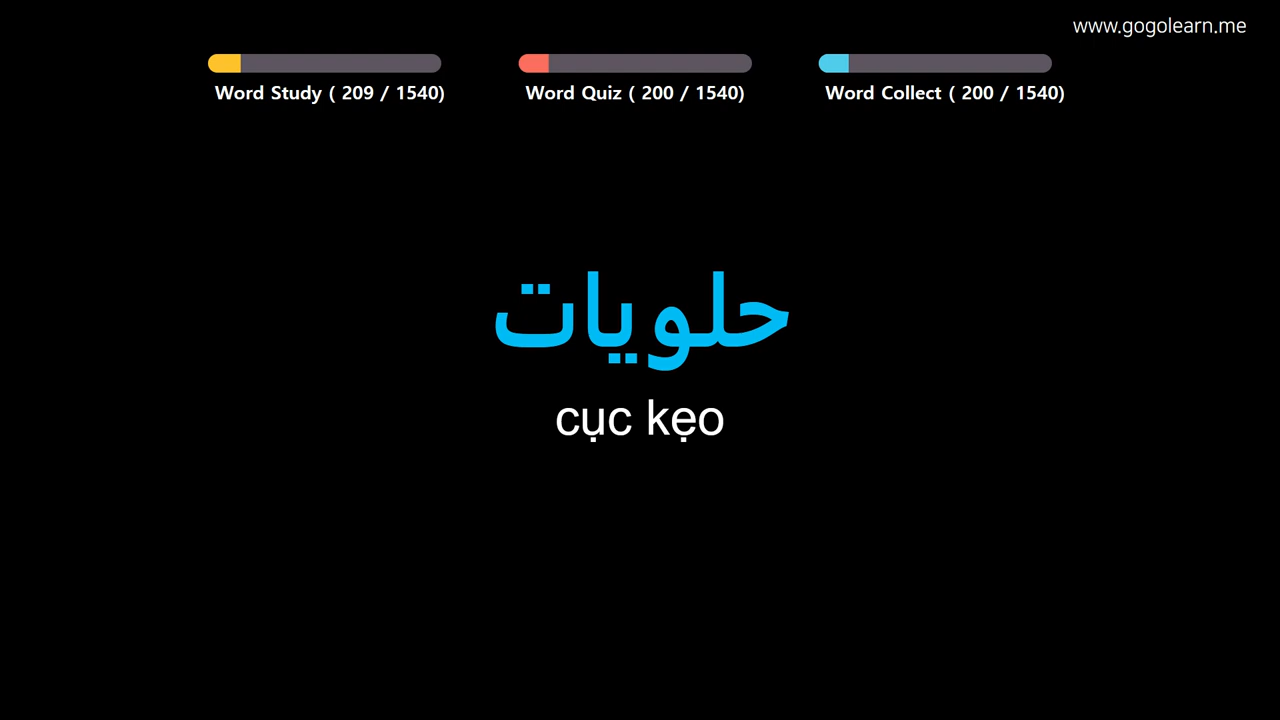 www.gogolearn.me
Word Study ( 209 / 1540)
Word Quiz ( 200 / 1540)
Word Collect ( 200 / 1540)
حلويات
cục kẹo